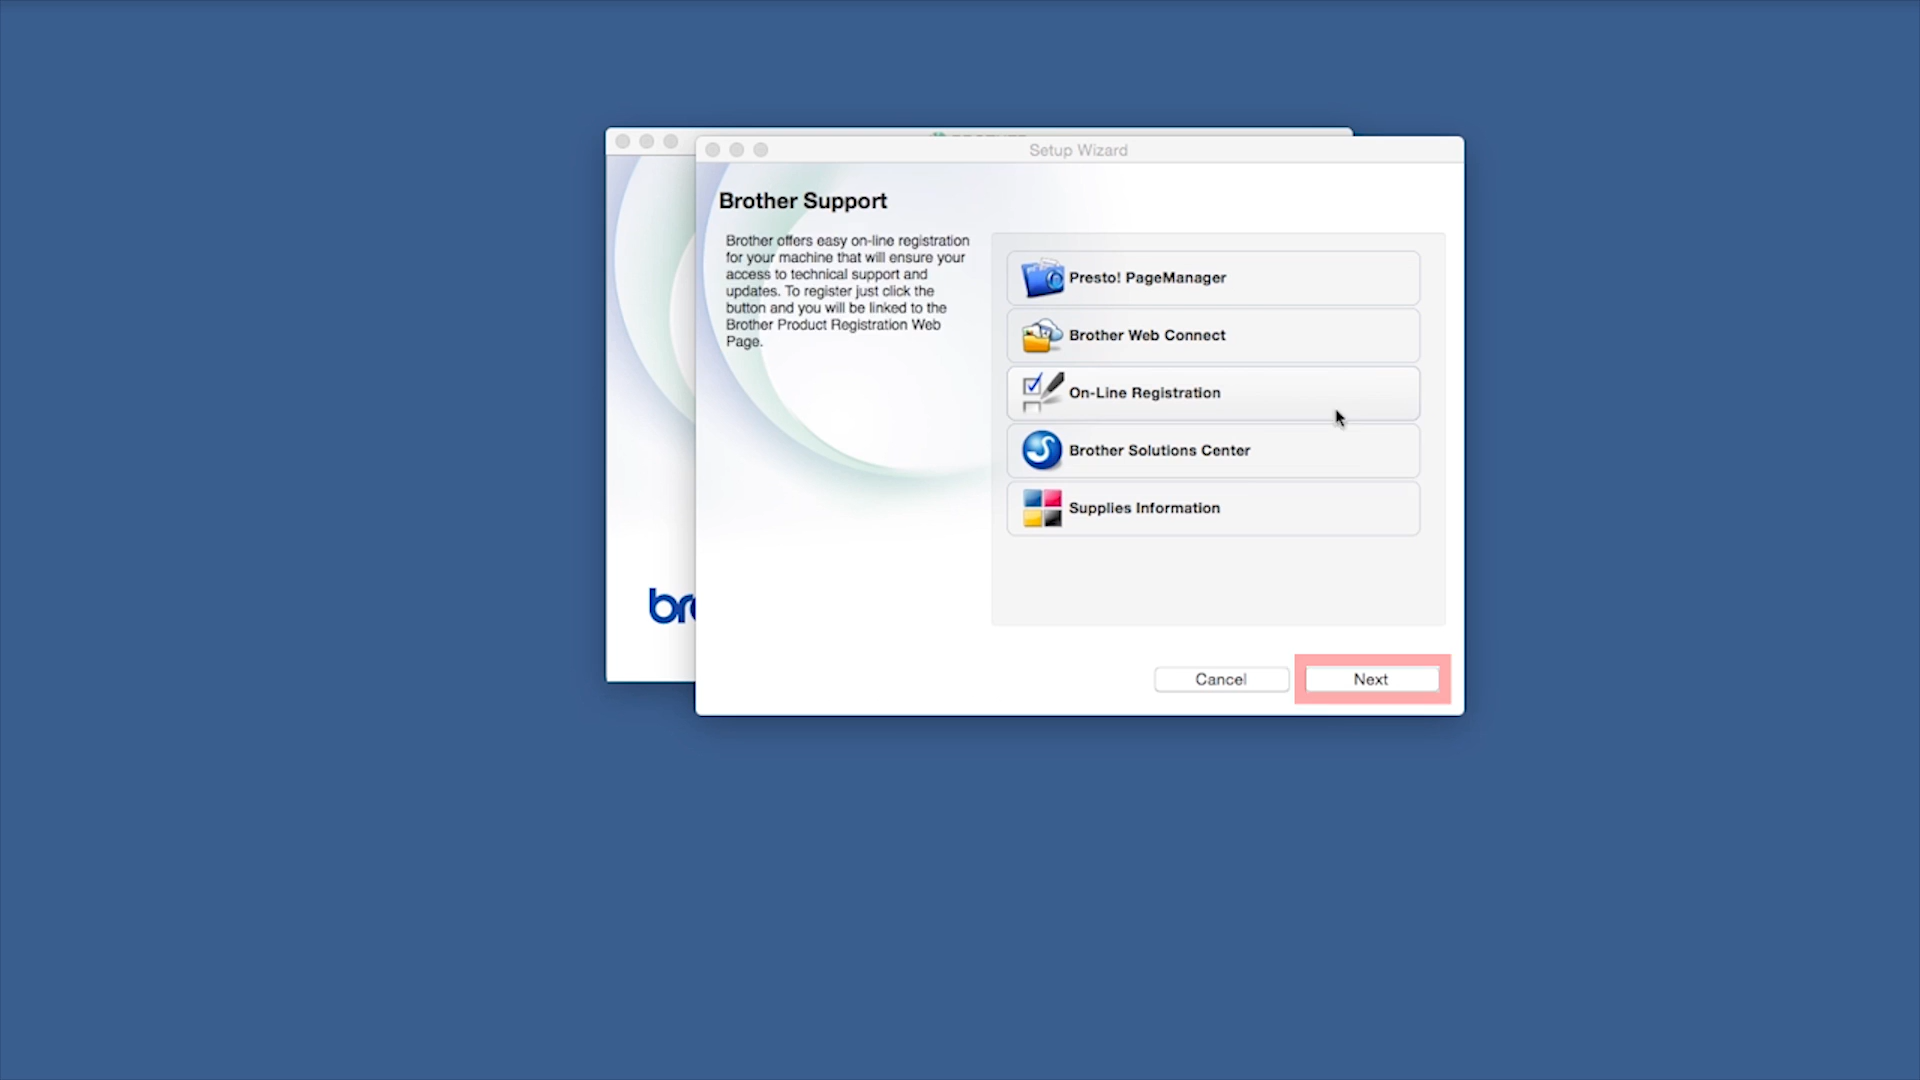 Setup Wizard
Brother Support
Brother offers easy on-line registration
for your machine that will ensure your
access to technical support and
updates. To register just click the
button and you will be linked to the
Brother Product Registration Web
Page.
Presto! PageManager
Brother Web Connect
On-Line Registration
Brother Solutions Center
Supplies Information
Cancel
Next